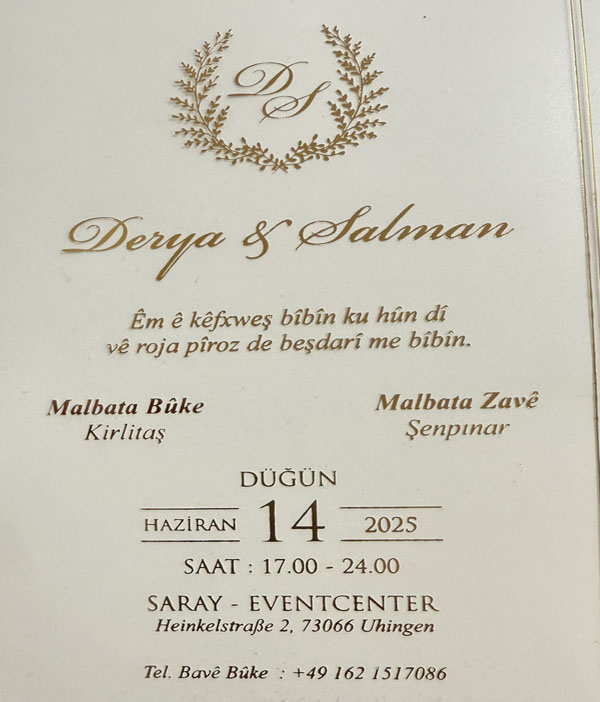 D S
Derya & Salman
Êm ê kêfxweş bîbîn ku hûn dî
vê roja pîroz de beşdarî me bîbîn.
Malbata Bûke Malbata Zavê
Kirlitaş Şenpınar
DÜĞÜN
HAZİRAN 14 2025
SAAT : 17.00 - 24.00
SARAY - EVENTCENTER
Heinkelstraße 2, 73066 Uhingen
Tel. Bavê Bûke : +49 162 1517086